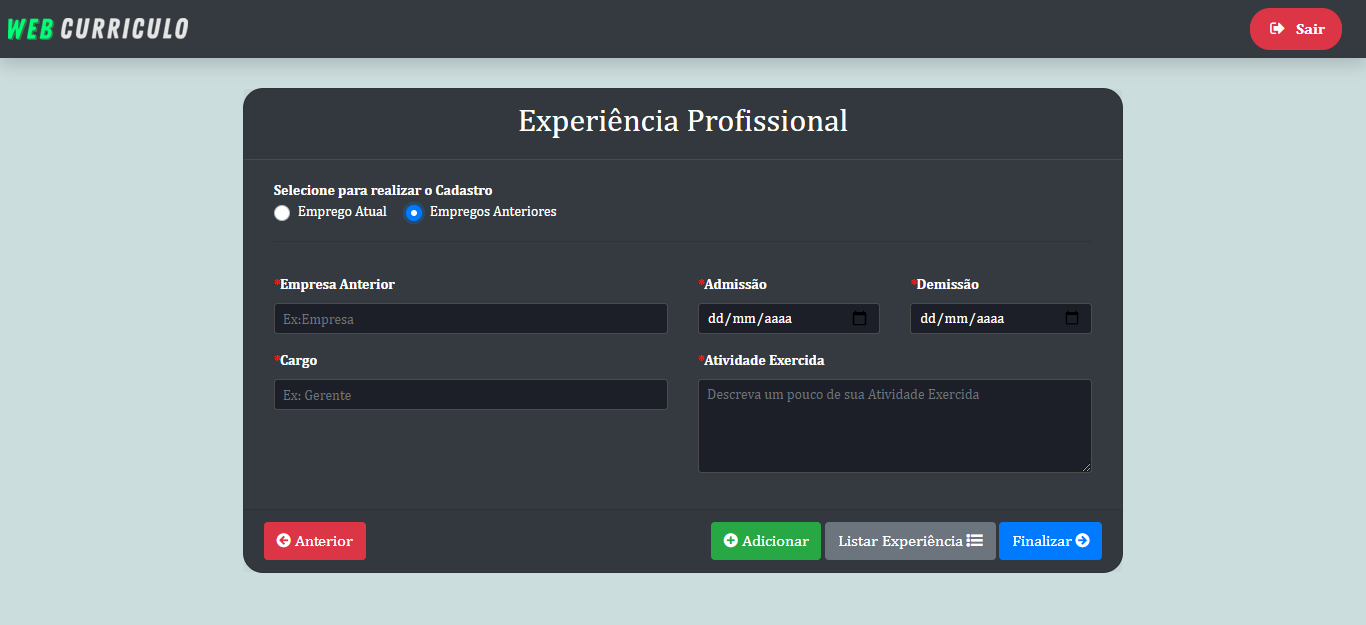 WEB CURRICULO
Sair
Experiência Profissional
Selecione para realizar o Cadastro
Emprego Atual Empregos Anteriores
*Empresa Anterior *Admissão *Demissão
Ex:Empresa dd/mm/aaaa dd/mm/aaaa
*Cargo *Atividade Exercida
Ex: Gerente Descreva um pouco de sua Atividade Exercida
Anterior Adicionar Listar Experiência Finalizar